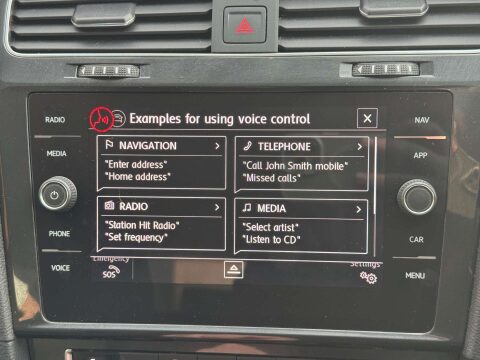 RADIO
MEDIA
PHONE
VOICE
Examples for using voice control
NAVIGATION
"Enter address"
"Home address"
TELEPHONE
"Call John Smith mobile"
"Missed calls"
RADIO
"Station Hit Radio"
"Set frequency"
MEDIA
"Select artist"
"Listen to CD"
Emergency
SOS
Settings
NAV
APP
CAR
MENU